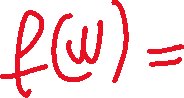 f(w) =